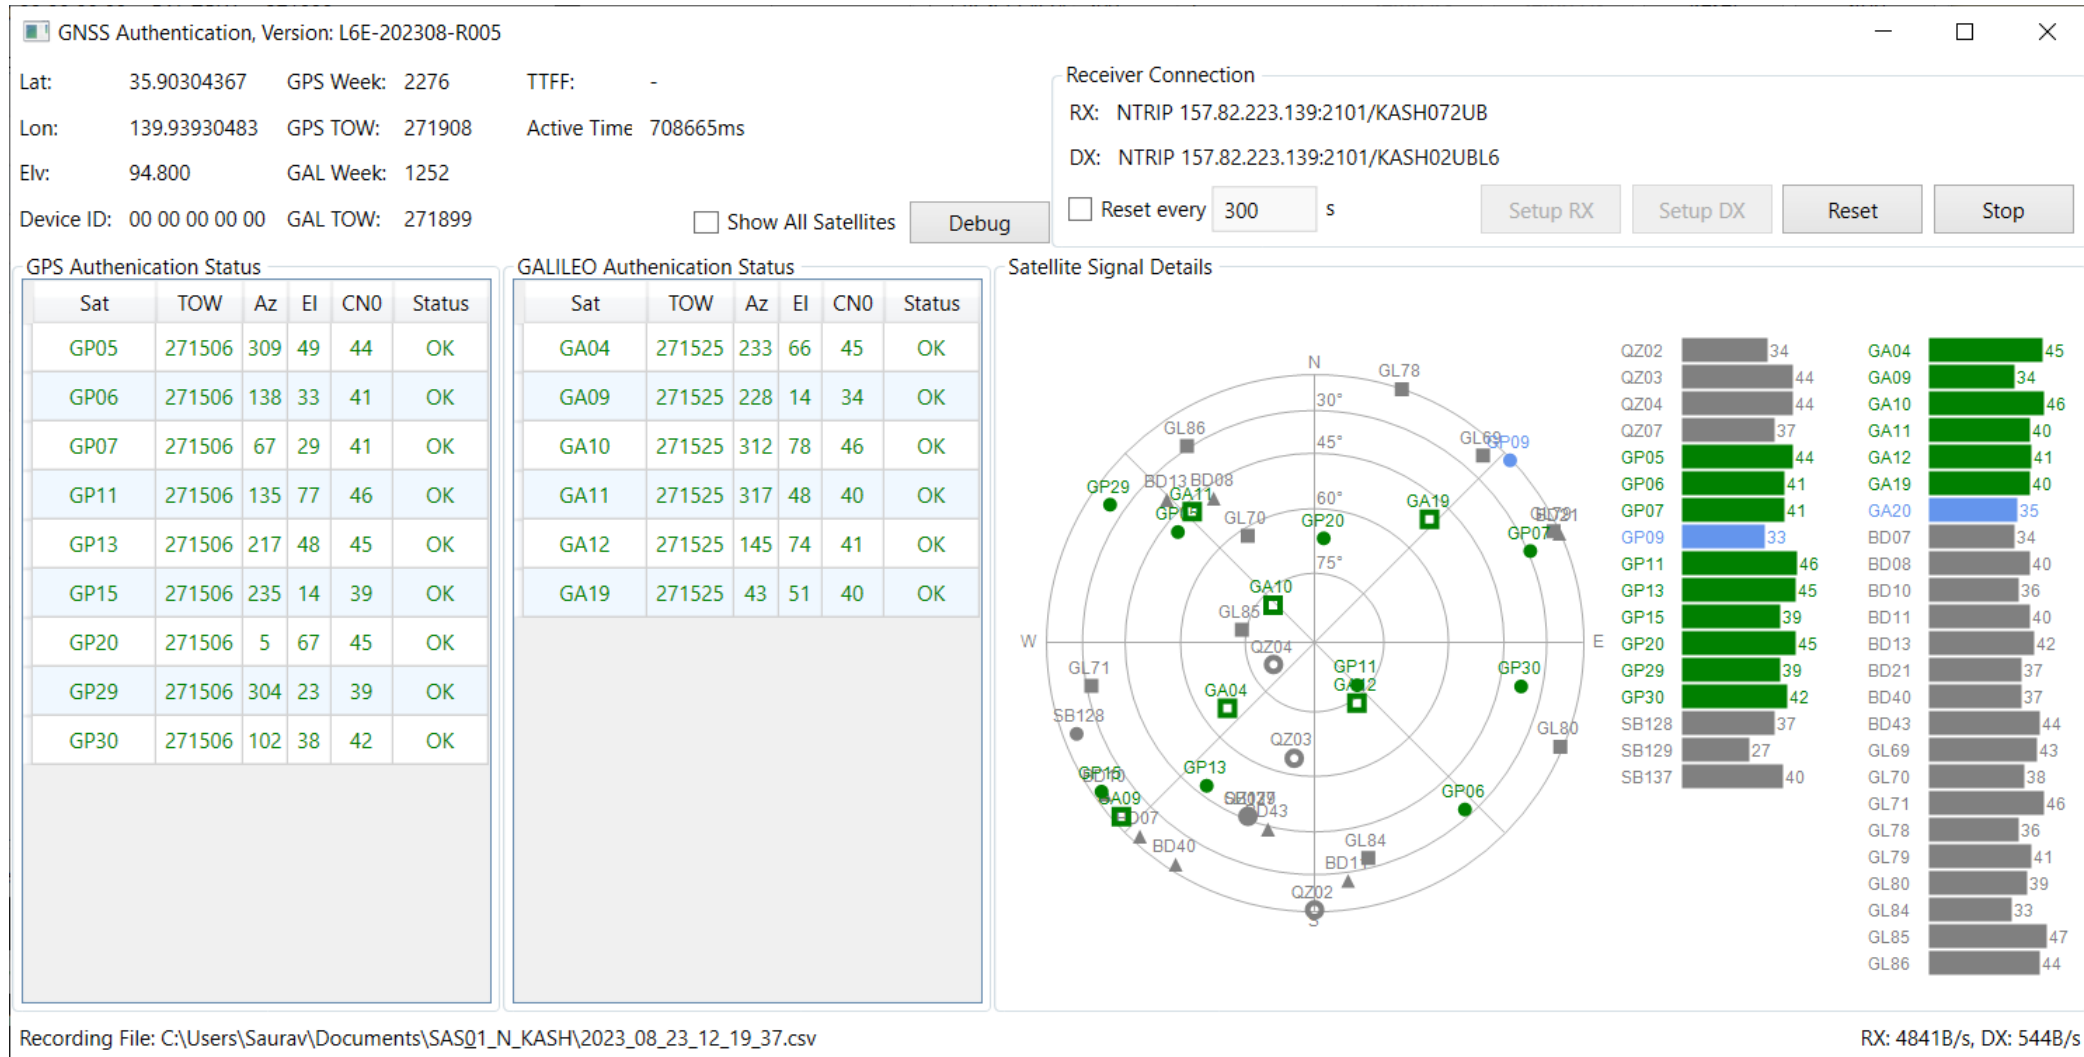 GNSS Authentication, Version: L6E-202308-R005
Lat: 35.90304367 GPS Week: 2276 TTFF: -
Lon: 139.93930483 GPS TOW: 271908 Active Time 708665ms
Elv: 94.800 GAL Week: 1252
Device ID: 00 00 00 00 00 GAL TOW: 271899
Show All Satellites Debug
Receiver Connection
RX: NTRIP 157.82.223.139:2101/KASH072UB
DX: NTRIP 157.82.223.139:2101/KASH02UBL6
Reset every 300 s Setup RX Setup DX Reset Stop
GPS Authenication Status
Sat TOW Az El CN0 Status
GP05 271506 309 49 44 OK
GP06 271506 138 33 41 OK
GP07 271506 67 29 41 OK
GP11 271506 135 77 46 OK
GP13 271506 217 48 45 OK
GP15 271506 235 14 39 OK
GP20 271506 5 67 45 OK
GP29 271506 304 23 39 OK
GP30 271506 102 38 42 OK
GALILEO Authenication Status
Sat TOW Az El CN0 Status
GA04 271525 233 66 45 OK
GA09 271525 228 14 34 OK
GA10 271525 312 78 46 OK
GA11 271525 317 48 40 OK
GA12 271525 145 74 41 OK
GA19 271525 43 51 40 OK
Satellite Signal Details
N
GL78
30°
GL86
GL69 GP09
45°
BD13 BD08
GP29 GA11
60°
GA19
GL70 GP20
GP07
75°
GA10
GL85
W E
QZ04
GP11
GL71 GP30
GA04
SB128
GL80
QZ03
GP13
GP15
GP06
GA09
BD43
GL84
BD40
BD11
QZ02
S
QZ02 34
QZ03 44
QZ04 44
QZ07 37
GP05 44
GP06 41
GP07 41
GP09 33
GP11 46
GP13 45
GP15 39
GP20 45
GP29 39
GP30 42
SB128 37
SB129 27
SB137 40
GA04 45
GA09 34
GA10 46
GA11 40
GA12 41
GA19 40
GA20 35
BD07 34
BD08 40
BD10 36
BD11 40
BD13 42
BD21 37
BD40 37
BD43 44
GL69 43
GL70 38
GL71 46
GL78 36
GL79 41
GL80 39
GL84 33
GL85 47
GL86 44
Recording File: C:\Users\Saurav\Documents\SAS01_N_KASH\2023_08_23_12_19_37.csv
RX: 4841B/s, DX: 544B/s